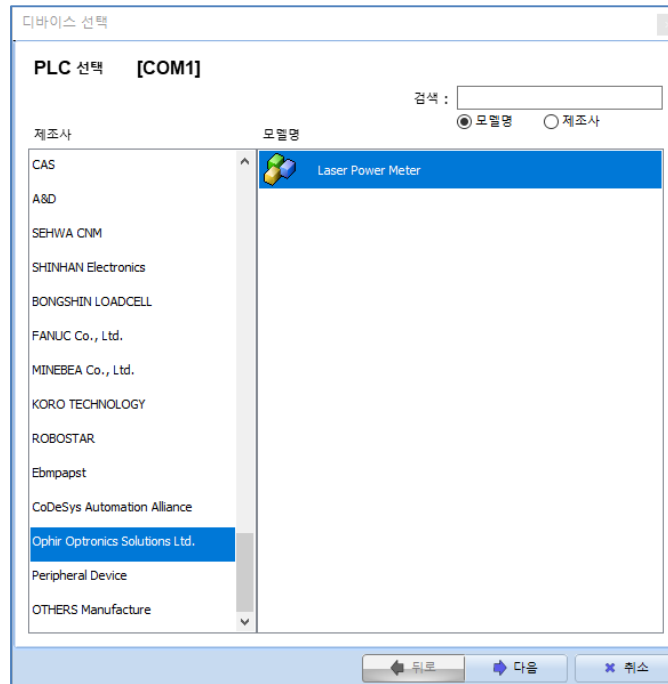 디바이스 선택
PLC 선택 [COM1]
검색 :
모델명 제조사
제조사 모델명
CAS
Laser Power Meter
A&D
SEHWA CNM
SHINHAN Electronics
BONGSHIN LOADCELL
FANUC Co., Ltd.
MINEBEA Co., Ltd.
KORO TECHNOLOGY
ROBOSTAR
Ebmpapst
CoDeSys Automation Alliance
Ophir Optronics Solutions Ltd.
Peripheral Device
OTHERS Manufacture
뒤로 다음 취소